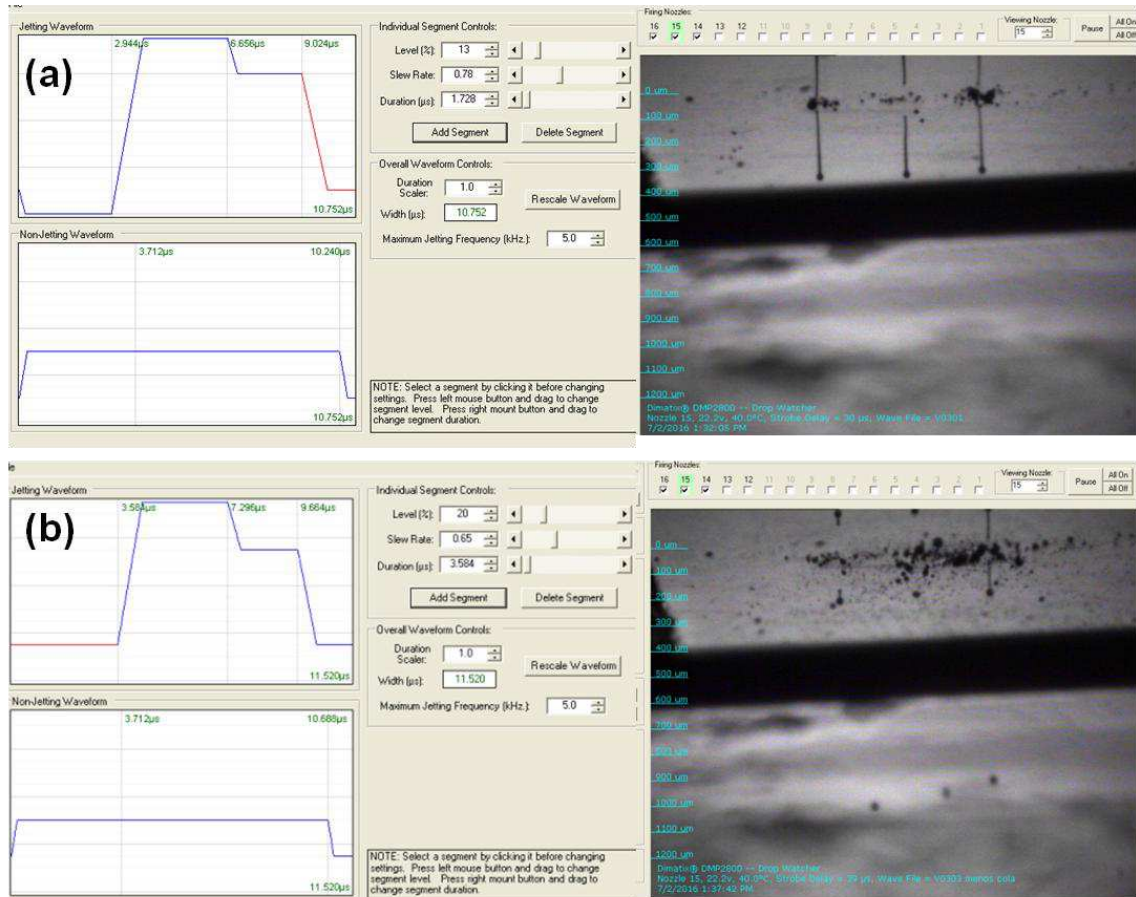 (a)
Jetting Waveform
2.944µs 6.656µs 9.024µs
10.752µs
Non-Jetting Waveform
3.712µs 10.240µs
10.752µs
Individual Segment Controls:
Level (%): 13
Slew Rate: 0.78
Duration (µs): 1.728
Add Segment Delete Segment
Overall Waveform Controls:
Duration Scaler: 1.0
Width (µs): 10.752
Rescale Waveform
Maximum Jetting Frequency (kHz.): 5.0
NOTE: Select a segment by clicking it before changing
settings. Press left mouse button and drag to change
segment level. Press right mount button and drag to
change segment duration.
Firing Nozzles:
16 15 14 13 12 11 10 9 8 7 6 5 4 3 2 1
Viewing Nozzle:
15
Pause
All On
All Off
0 um
100 um
200 um
300 um
400 um
500 um
600 um
700 um
800 um
900 um
1000 um
1100 um
1200 um
Dimatix® DMP2800 -- Drop Watcher
Nozzle 15, 22.2v, 40.0ºC, Strobe Delay = 30 µs, Wave File = V0301
7/2/2016 1:32:05 PM
(b)
Jetting Waveform
3.584µs 7.296µs 9.664µs
11.520µs
Non-Jetting Waveform
3.712µs 10.688µs
11.520µs
Individual Segment Controls:
Level (%): 20
Slew Rate: 0.65
Duration (µs): 3.584
Add Segment Delete Segment
Overall Waveform Controls:
Duration Scaler: 1.0
Width (µs): 11.520
Rescale Waveform
Maximum Jetting Frequency (kHz.): 5.0
NOTE: Select a segment by clicking it before changing
settings. Press left mouse button and drag to change
segment level. Press right mount button and drag to
change segment duration.
Firing Nozzles:
16 15 14 13 12 11 10 9 8 7 6 5 4 3 2 1
Viewing Nozzle:
15
Pause
All On
All Off
0 um
100 um
200 um
300 um
400 um
500 um
600 um
700 um
800 um
900 um
1000 um
1100 um
1200 um
Dimatix® DMP2800 -- Drop Watcher
Nozzle 15, 22.2v, 40.0ºC, Strobe Delay = 39 µs, Wave File = V0303 menos cola
7/2/2016 1:37:42 PM